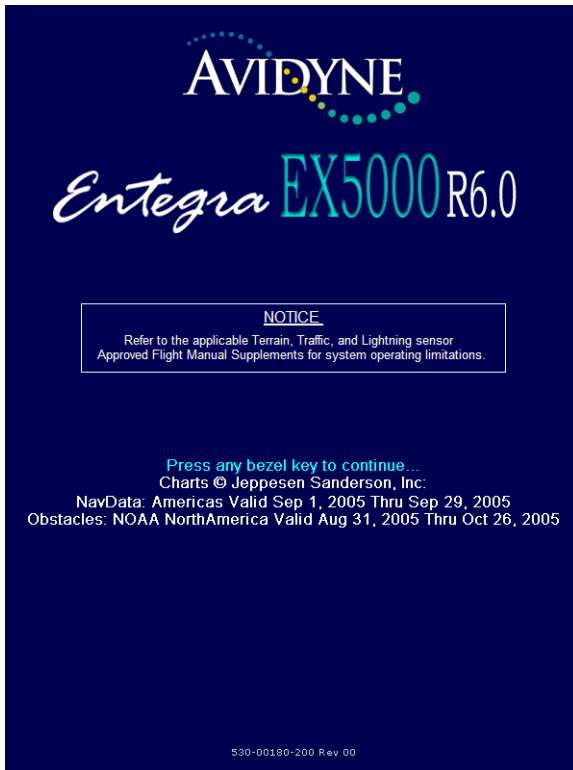 AVIDYNE
Entegra EX5000 R6.0
NOTICE
Refer to the applicable Terrain, Traffic, and Lightning sensor
Approved Flight Manual Supplements for system operating limitations.
Press any bezel key to continue...
Charts © Jeppesen Sanderson, Inc:
NavData: Americas Valid Sep 1, 2005 Thru Sep 29, 2005
Obstacles: NOAA NorthAmerica Valid Aug 31, 2005 Thru Oct 26, 2005
530-00180-200 Rev 00